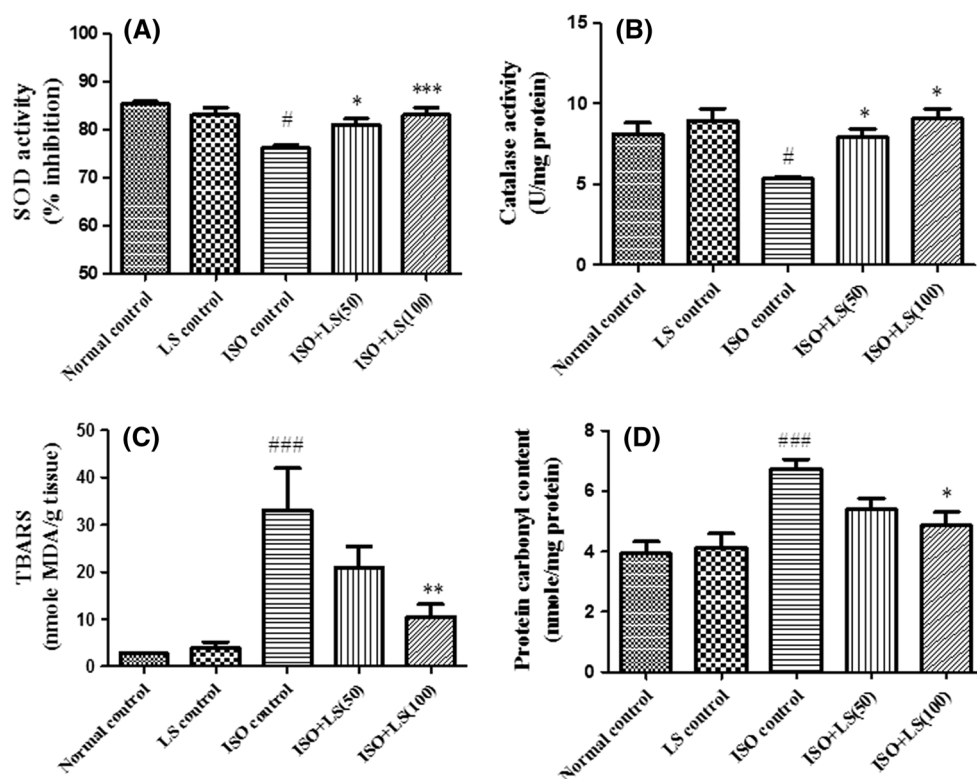 (A)
SOD activity
(% inhibition)
100
90
80
70
60
50
#
*
***
Normal control
LS control
ISO control
ISO+LS(50)
ISO+LS(100)
(B)
Catalase activity
(U/mg protein)
15
10
5
0
#
*
*
Normal control
LS control
ISO control
ISO+LS(50)
ISO+LS(100)
(C)
TBARS
(nmole MDA/g tissue)
50
40
30
20
10
0
###
**
Normal control
LS control
ISO control
ISO+LS(50)
ISO+LS(100)
(D)
Protein carbonyl content
(nmole/mg protein)
8
6
4
2
0
###
*
Normal control
LS control
ISO control
ISO+LS(50)
ISO+LS(100)